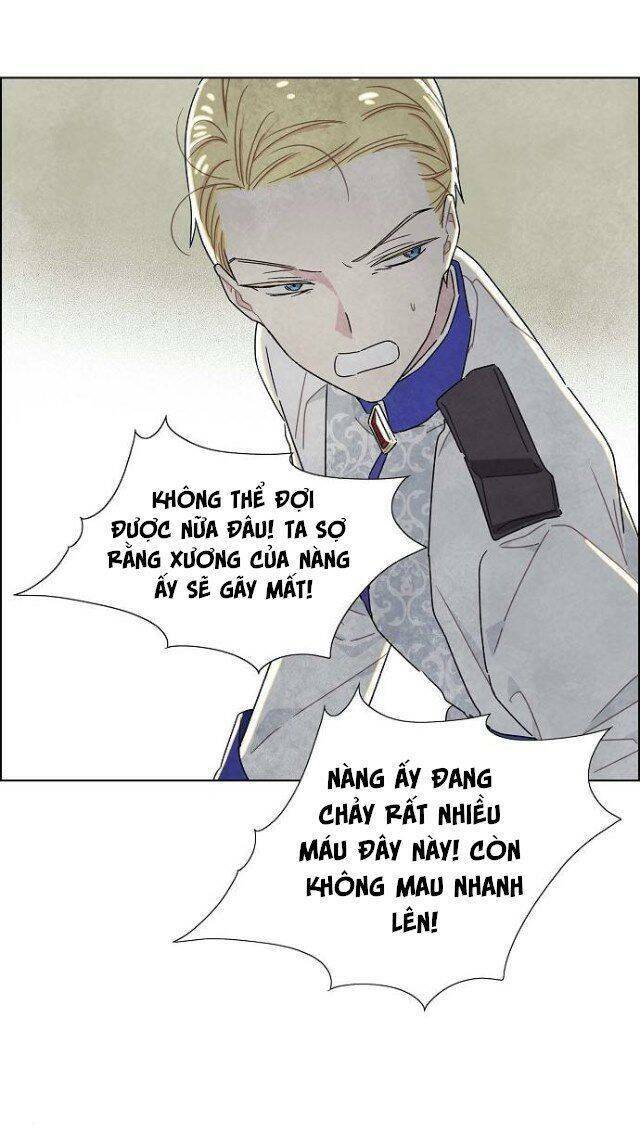 KHÔNG THỂ ĐỢI
ĐƯỢC NỮA ĐÂU! TA SỢ
RẰNG XƯƠNG CỦA NÀNG
ẤY SẼ GÃY MẤT!
NÀNG ẤY ĐANG
CHẢY RẤT NHIỀU
MÁU ĐÂY NÀY! CÒN
KHÔNG MAU NHANH
LÊN!